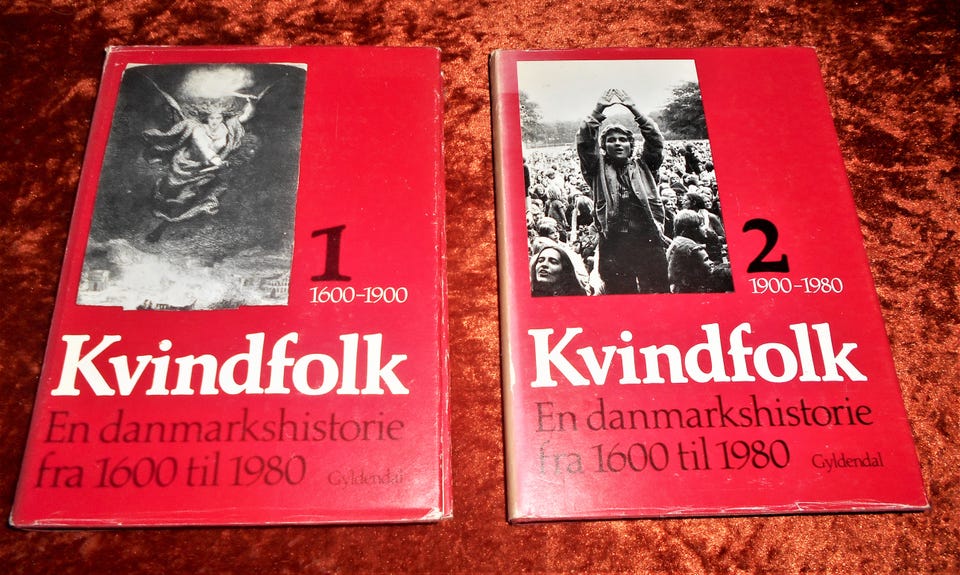 1
1600–1900
Kvindfolk
En danmarkshistorie
fra 1600 til 1980 Gyldendal
2
1900–1980
Kvindfolk
En danmarkshistorie
fra 1600 til 1980 Gyldendal